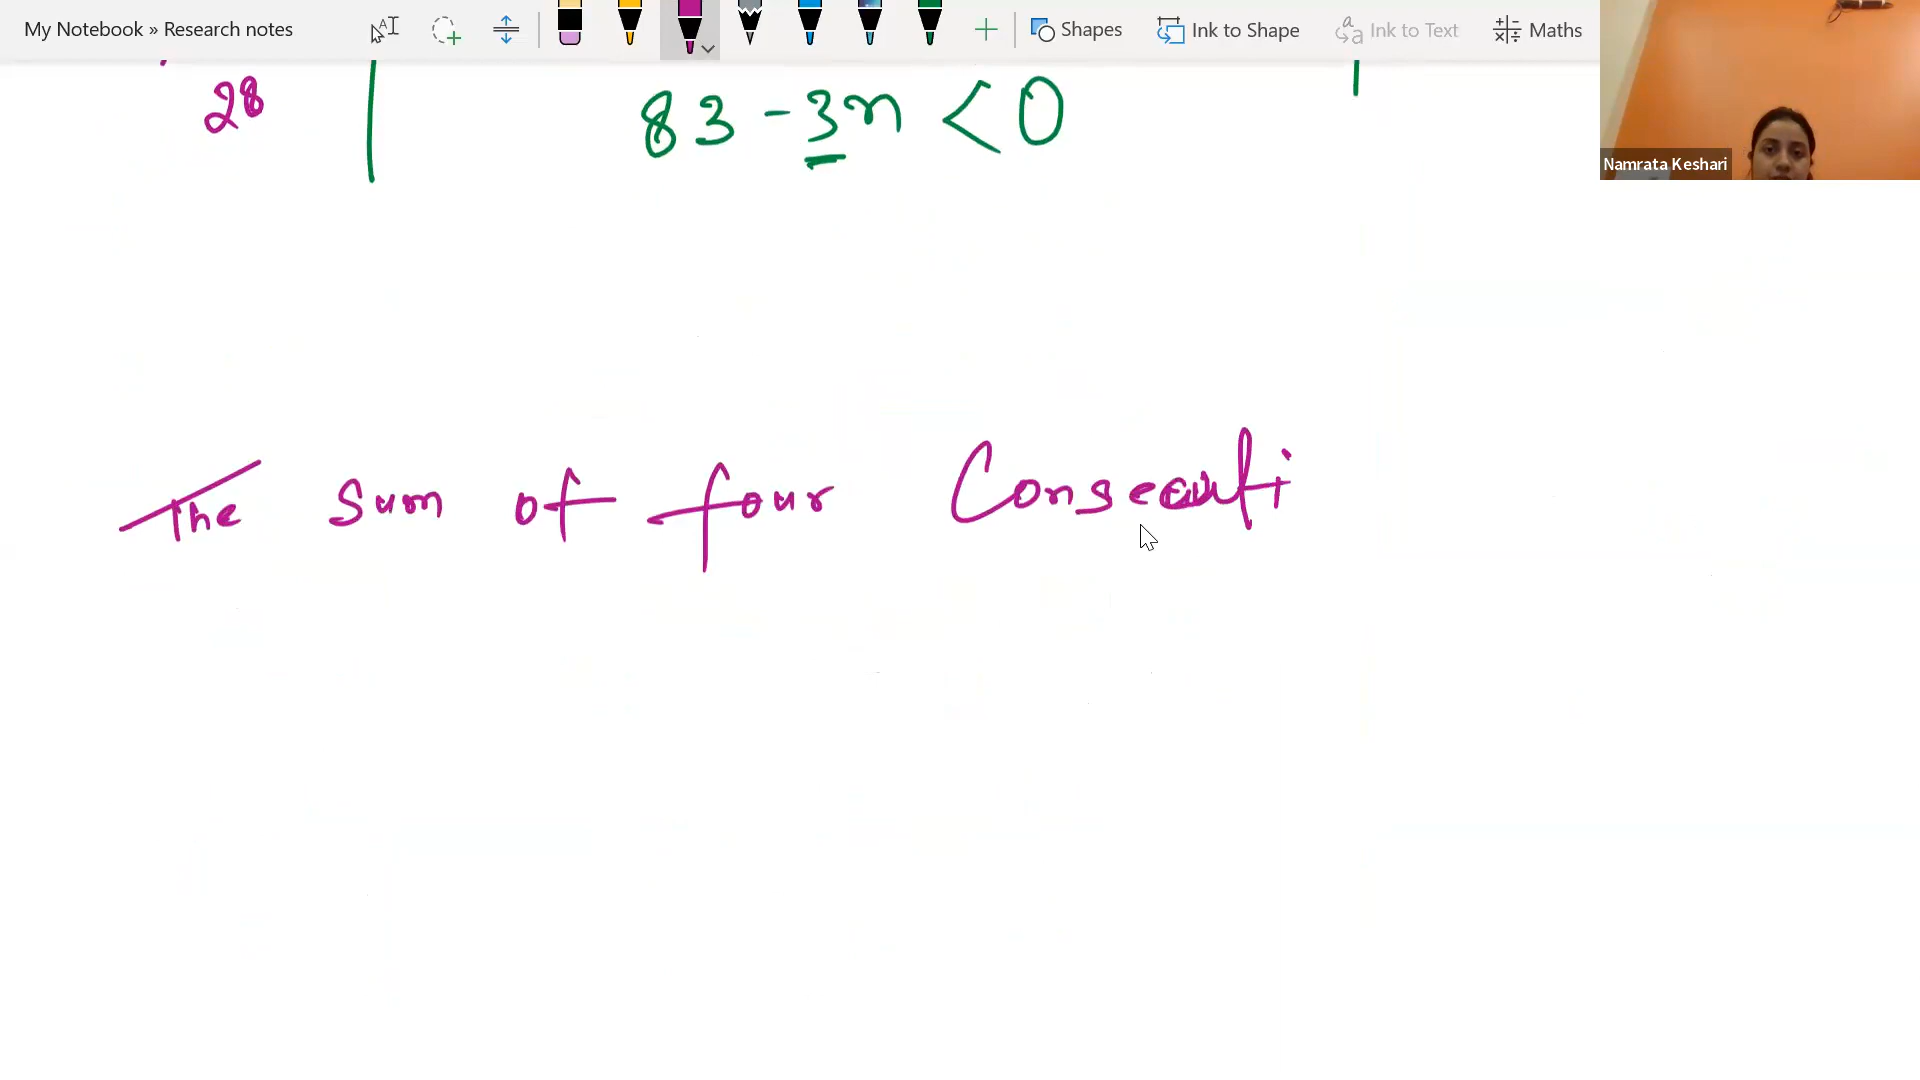 My Notebook » Research notes
Shapes
Ink to Shape
Ink to Text
Maths
Namrata Keshari
28
83 - 3n < 0
The sum of four Consecuti